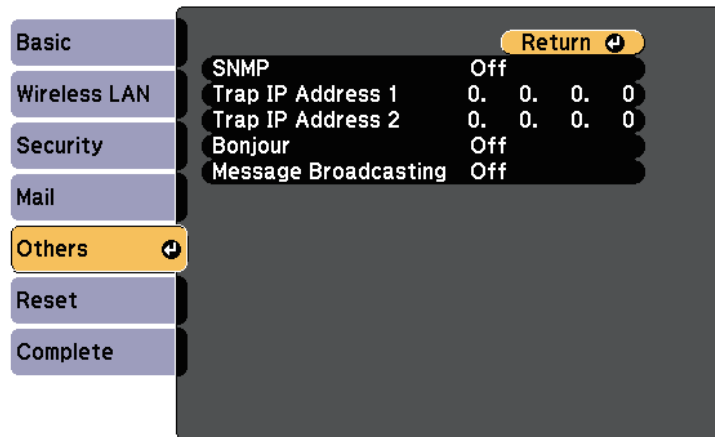 Basic
Wireless LAN
Security
Mail
Others
Reset
Complete
Return
SNMP Off
Trap IP Address 1 0. 0. 0. 0
Trap IP Address 2 0. 0. 0. 0
Bonjour Off
Message Broadcasting Off